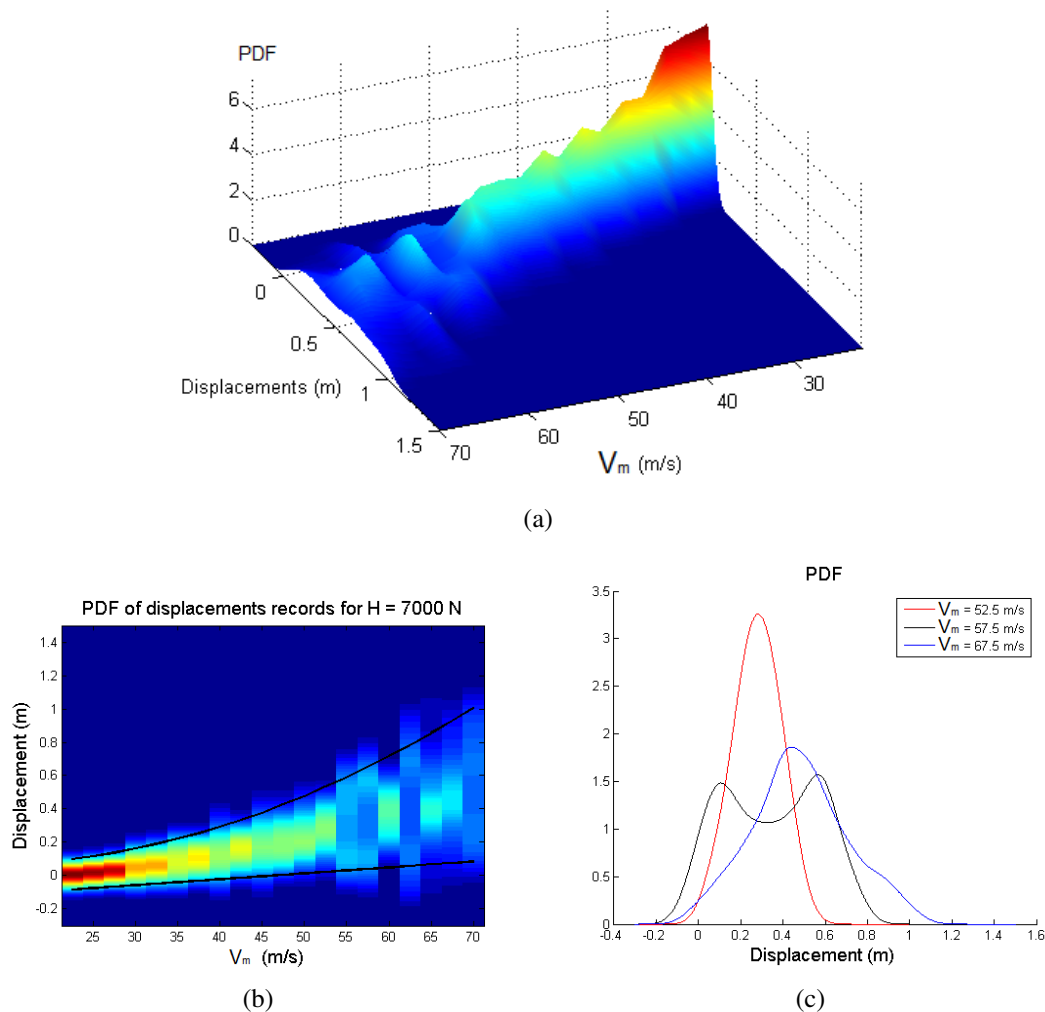 PDF
6
4
2
0
0
0.5
1
1.5
Displacements (m)
70
60
50
40
30
Vm (m/s)
(a)
PDF of displacements records for H = 7000 N
1.4
1.2
1
0.8
0.6
0.4
0.2
0
-0.2
Displacement (m)
25 30 35 40 45 50 55 60 65 70
Vm (m/s)
(b)
PDF
3.5
3
2.5
2
1.5
1
0.5
0
Vm = 52.5 m/s
Vm = 57.5 m/s
Vm = 67.5 m/s
-0.4 -0.2 0 0.2 0.4 0.6 0.8 1 1.2 1.4 1.6
Displacement (m)
(c)